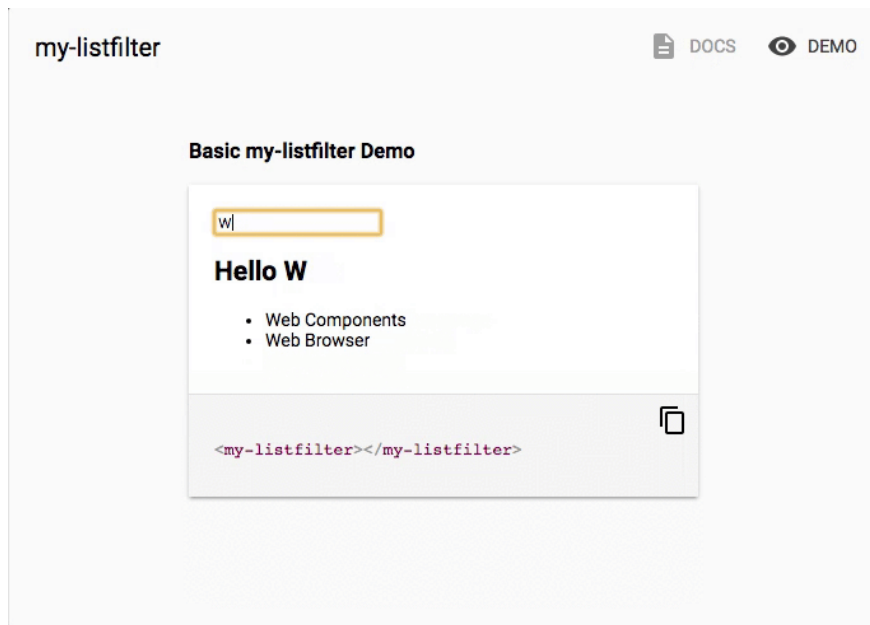 my-listfilter
DOCS
DEMO
Basic my-listfilter Demo
W
Hello W
• Web Components
• Web Browser
<my-listfilter></my-listfilter>